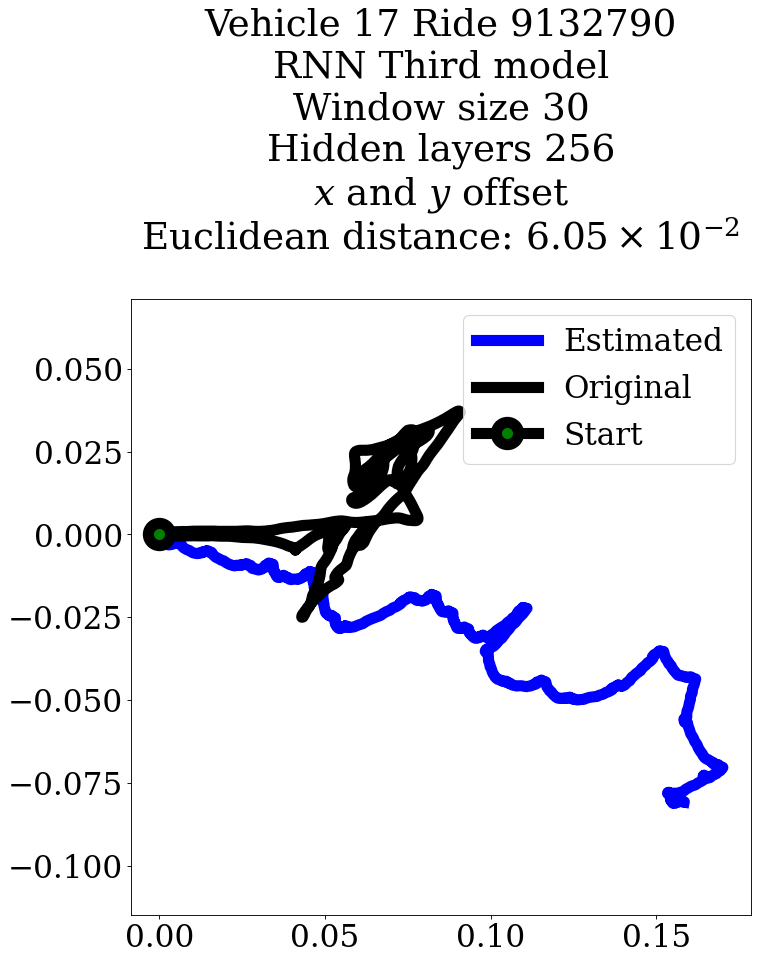 Vehicle 17 Ride 9132790
RNN Third model
Window size 30
Hidden layers 256
x and y offset
Euclidean distance: 6.05 × 10⁻²
Estimated
Original
Start
0.050
0.025
0.000
−0.025
−0.050
−0.075
−0.100
0.00 0.05 0.10 0.15